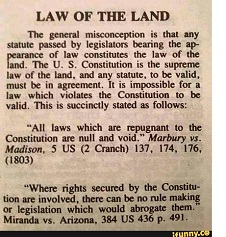 LAW OF THE LAND
The general misconception is that any
statute passed by legislators bearing the ap-
pearance of law constitutes the law of the
land. The U. S. Constitution is the supreme
law of the land, and any statute, to be valid,
must be in agreement. It is impossible for a
law which violates the Constitution to be
valid. This is succinctly stated as follows:
"All laws which are repugnant to the
Constitution are null and void." Marbury vs.
Madison, 5 US (2 Cranch) 137, 174, 176,
(1803)
"Where rights secured by the Constitu-
tion are involved, there can be no rule making
or legislation which would abrogate them."
Miranda vs. Arizona, 384 US 436 p. 491.
ifunny.co